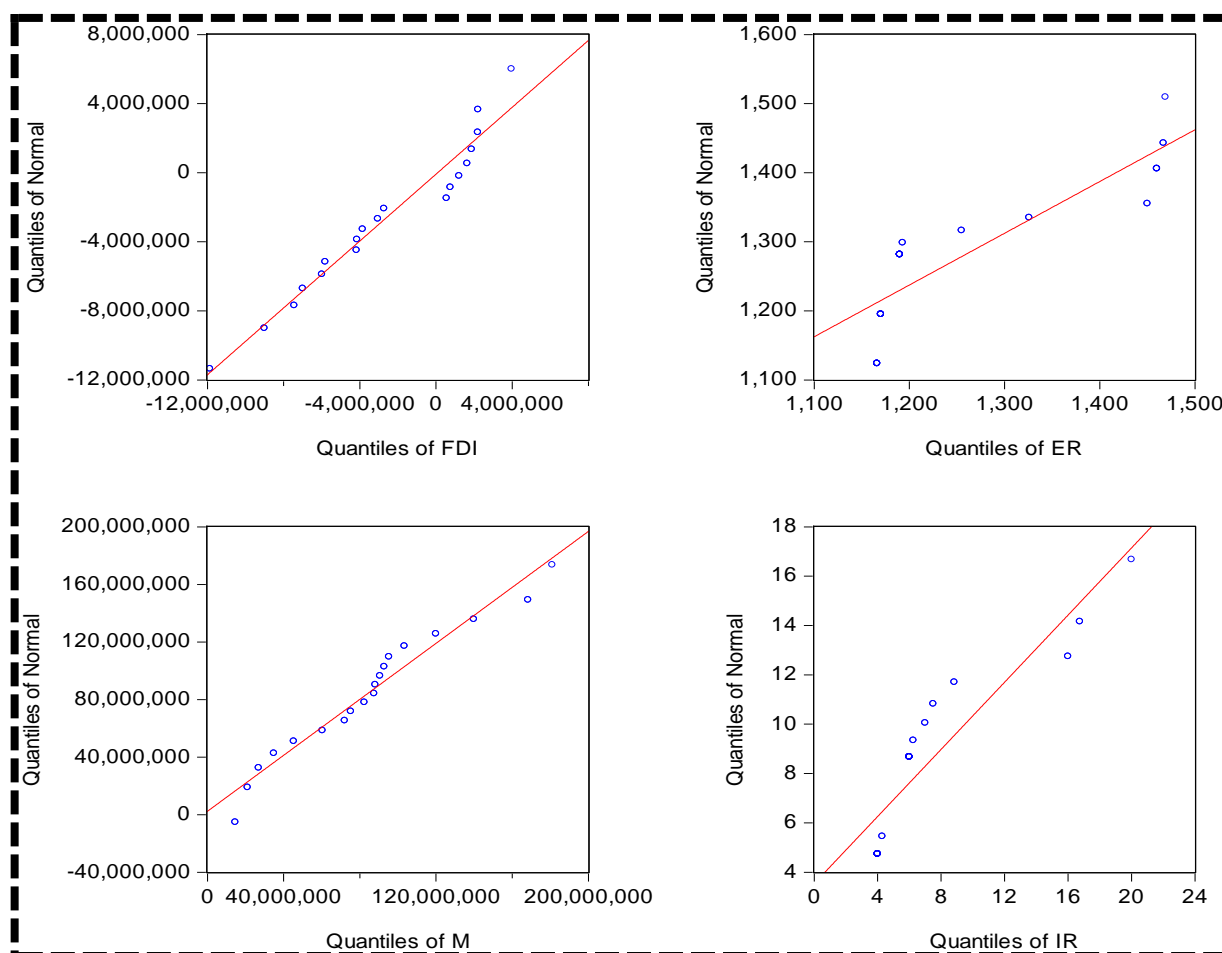 8,000,000
4,000,000
0
-4,000,000
-8,000,000
-12,000,000
Quantiles of Normal
-12,000,000 -4,000,000 0 4,000,000
Quantiles of FDI
1,600
1,500
1,400
1,300
1,200
1,100
Quantiles of Normal
1,100 1,200 1,300 1,400 1,500
Quantiles of ER
200,000,000
160,000,000
120,000,000
80,000,000
40,000,000
0
-40,000,000
Quantiles of Normal
0 40,000,000 120,000,000 200,000,000
Quantiles of M
18
16
14
12
10
8
6
4
Quantiles of Normal
0 4 8 12 16 20 24
Quantiles of IR